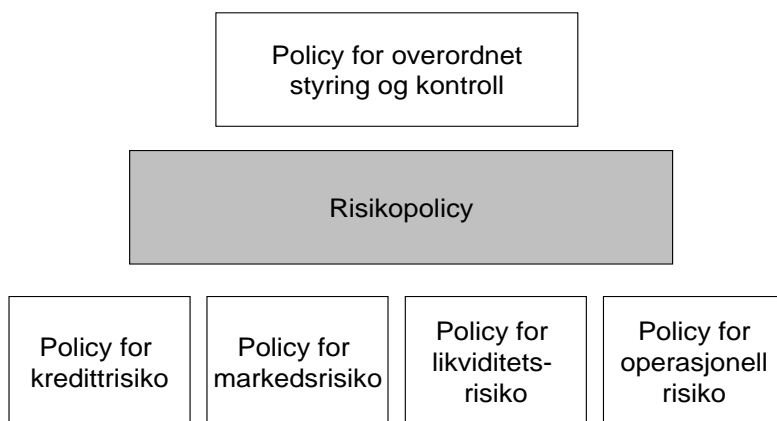 Policy for overordnet
styring og kontroll
Risikopolicy
Policy for
kredittrisiko
Policy for
markedsrisiko
Policy for
likviditets-
risiko
Policy for
operasjonell
risiko